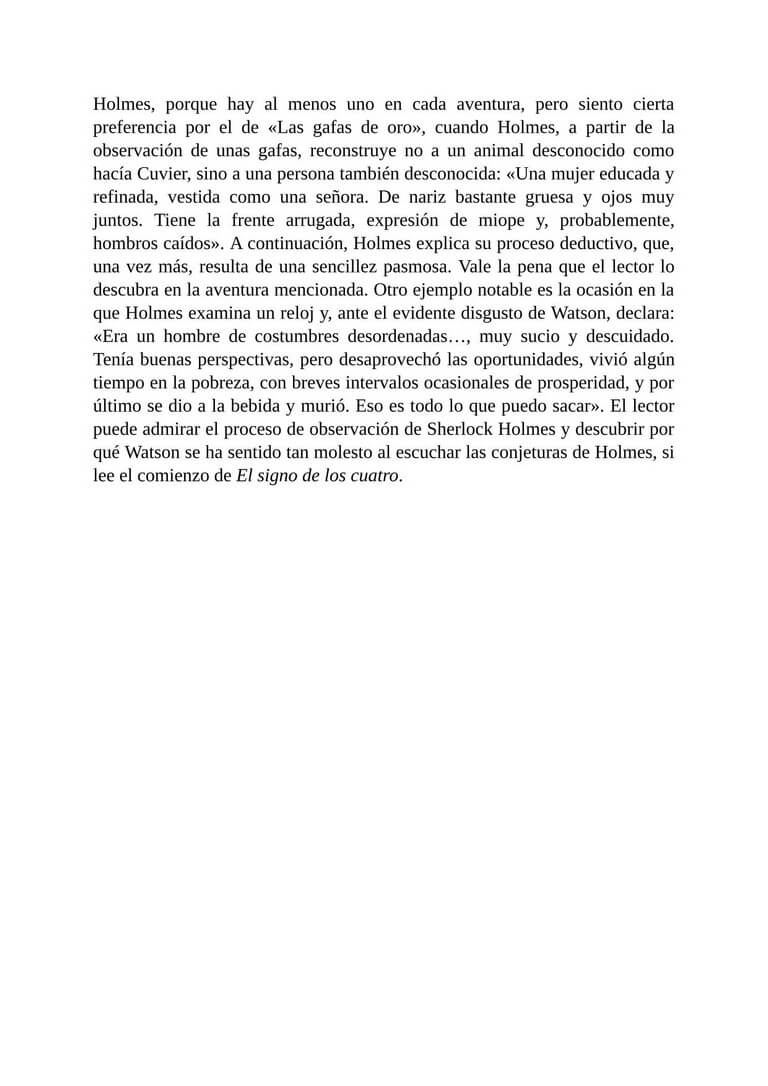 Holmes, porque hay al menos uno en cada aventura, pero siento cierta
preferencia por el de «Las gafas de oro», cuando Holmes, a partir de la
observación de unas gafas, reconstruye no a un animal desconocido como
hacía Cuvier, sino a una persona también desconocida: «Una mujer educada y
refinada, vestida como una señora. De nariz bastante gruesa y ojos muy
juntos. Tiene la frente arrugada, expresión de miope y, probablemente,
hombros caídos». A continuación, Holmes explica su proceso deductivo, que,
una vez más, resulta de una sencillez pasmosa. Vale la pena que el lector lo
descubra en la aventura mencionada. Otro ejemplo notable es la ocasión en la
que Holmes examina un reloj y, ante el evidente disgusto de Watson, declara:
«Era un hombre de costumbres desordenadas…, muy sucio y descuidado.
Tenía buenas perspectivas, pero desaprovechó las oportunidades, vivió algún
tiempo en la pobreza, con breves intervalos ocasionales de prosperidad, y por
último se dio a la bebida y murió. Eso es todo lo que puedo sacar». El lector
puede admirar el proceso de observación de Sherlock Holmes y descubrir por
qué Watson se ha sentido tan molesto al escuchar las conjeturas de Holmes, si
lee el comienzo de El signo de los cuatro.